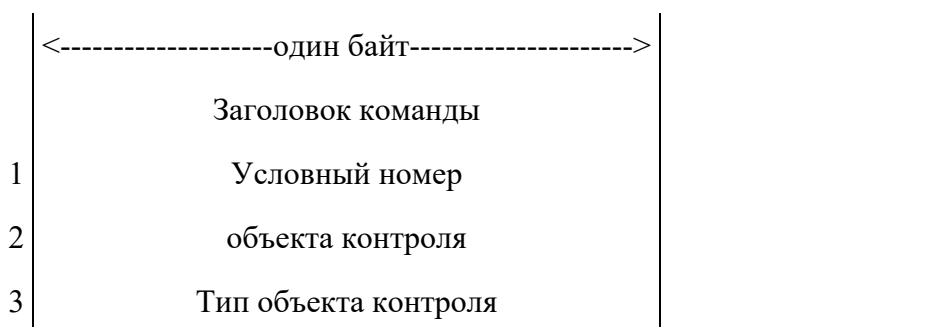 <--------------------один байт--------------------->
Заголовок команды
1 Условный номер
2 объекта контроля
3 Тип объекта контроля